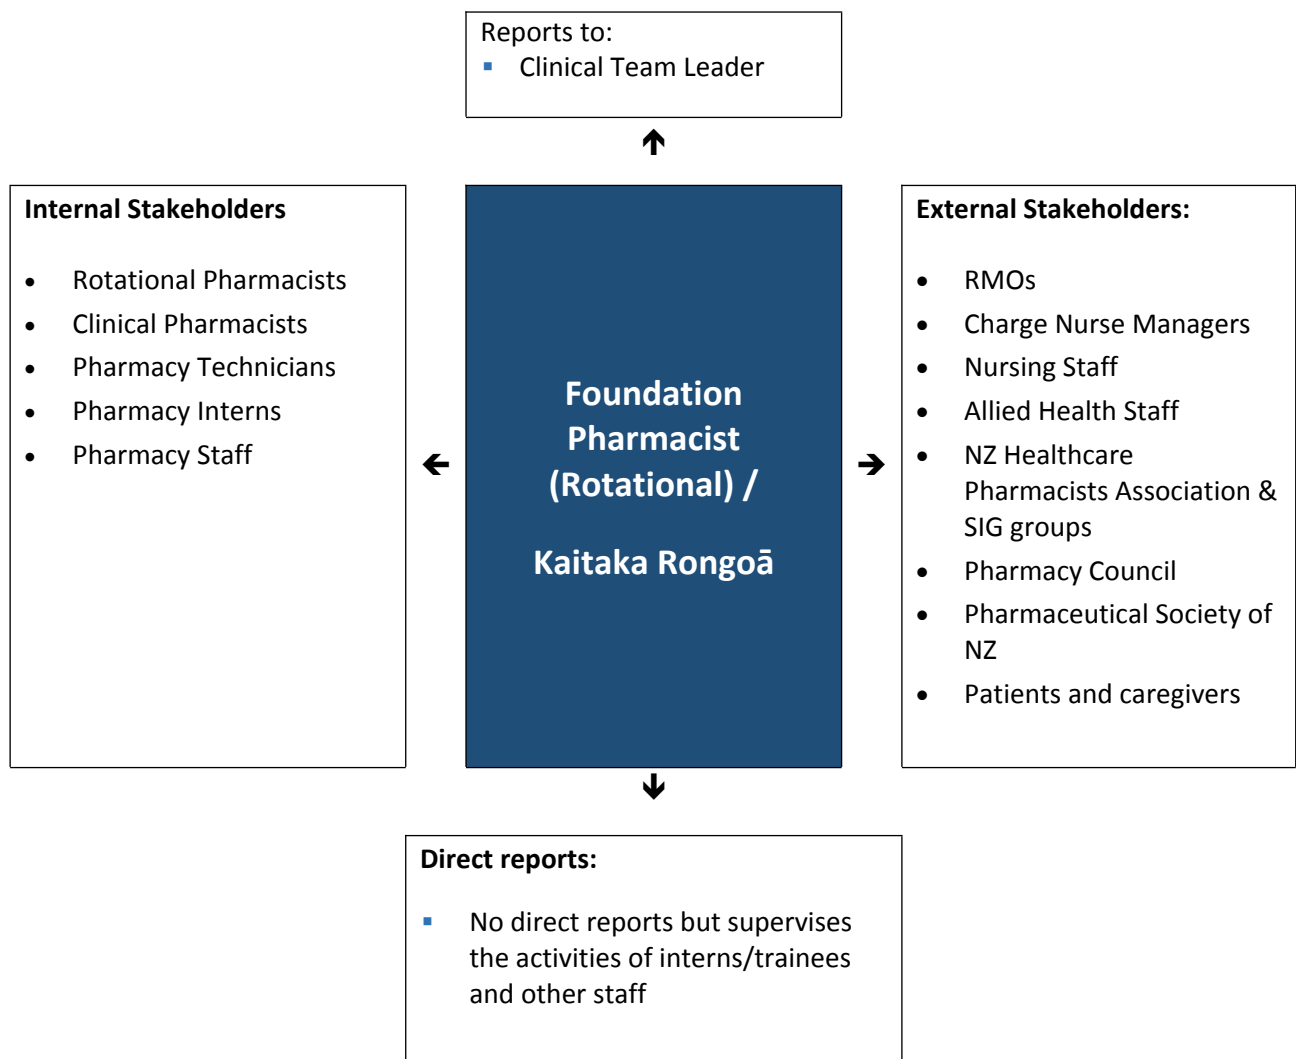 Reports to:
▪ Clinical Team Leader
Internal Stakeholders
• Rotational Pharmacists
• Clinical Pharmacists
• Pharmacy Technicians
• Pharmacy Interns
• Pharmacy Staff
Foundation
Pharmacist
(Rotational) /
Kaitaka Rongoā
External Stakeholders:
• RMOs
• Charge Nurse Managers
• Nursing Staff
• Allied Health Staff
• NZ Healthcare
Pharmacists Association &
SIG groups
• Pharmacy Council
• Pharmaceutical Society of
NZ
• Patients and caregivers
Direct reports:
▪ No direct reports but supervises
the activities of interns/trainees
and other staff